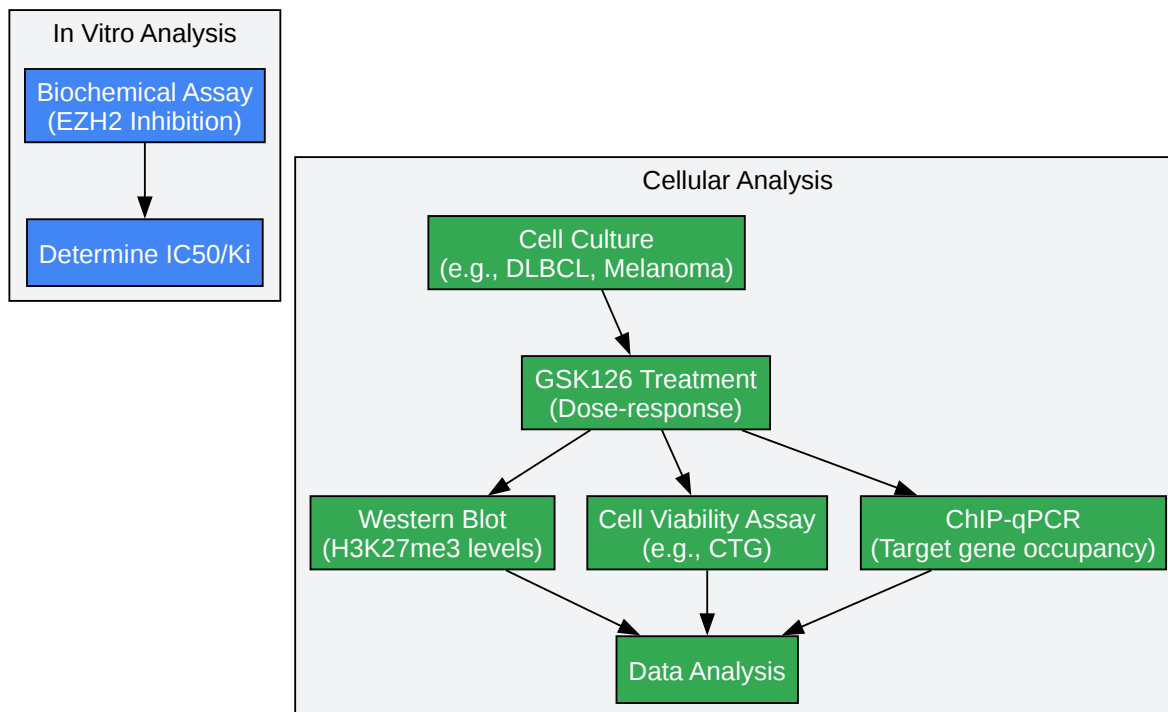 In Vitro Analysis
Biochemical Assay
(EZH2 Inhibition)
Determine IC50/Ki
Cellular Analysis
Cell Culture
(e.g., DLBCL, Melanoma)
GSK126 Treatment
(Dose-response)
Western Blot
(H3K27me3 levels)
Cell Viability Assay
(e.g., CTG)
ChIP-qPCR
(Target gene occupancy)
Data Analysis